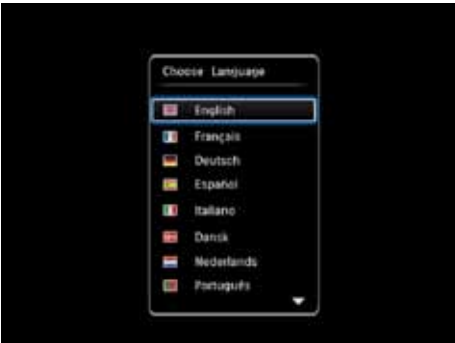 Choose Language
English
Français
Deutsch
Español
Italiano
Dansk
Nederlands
Português